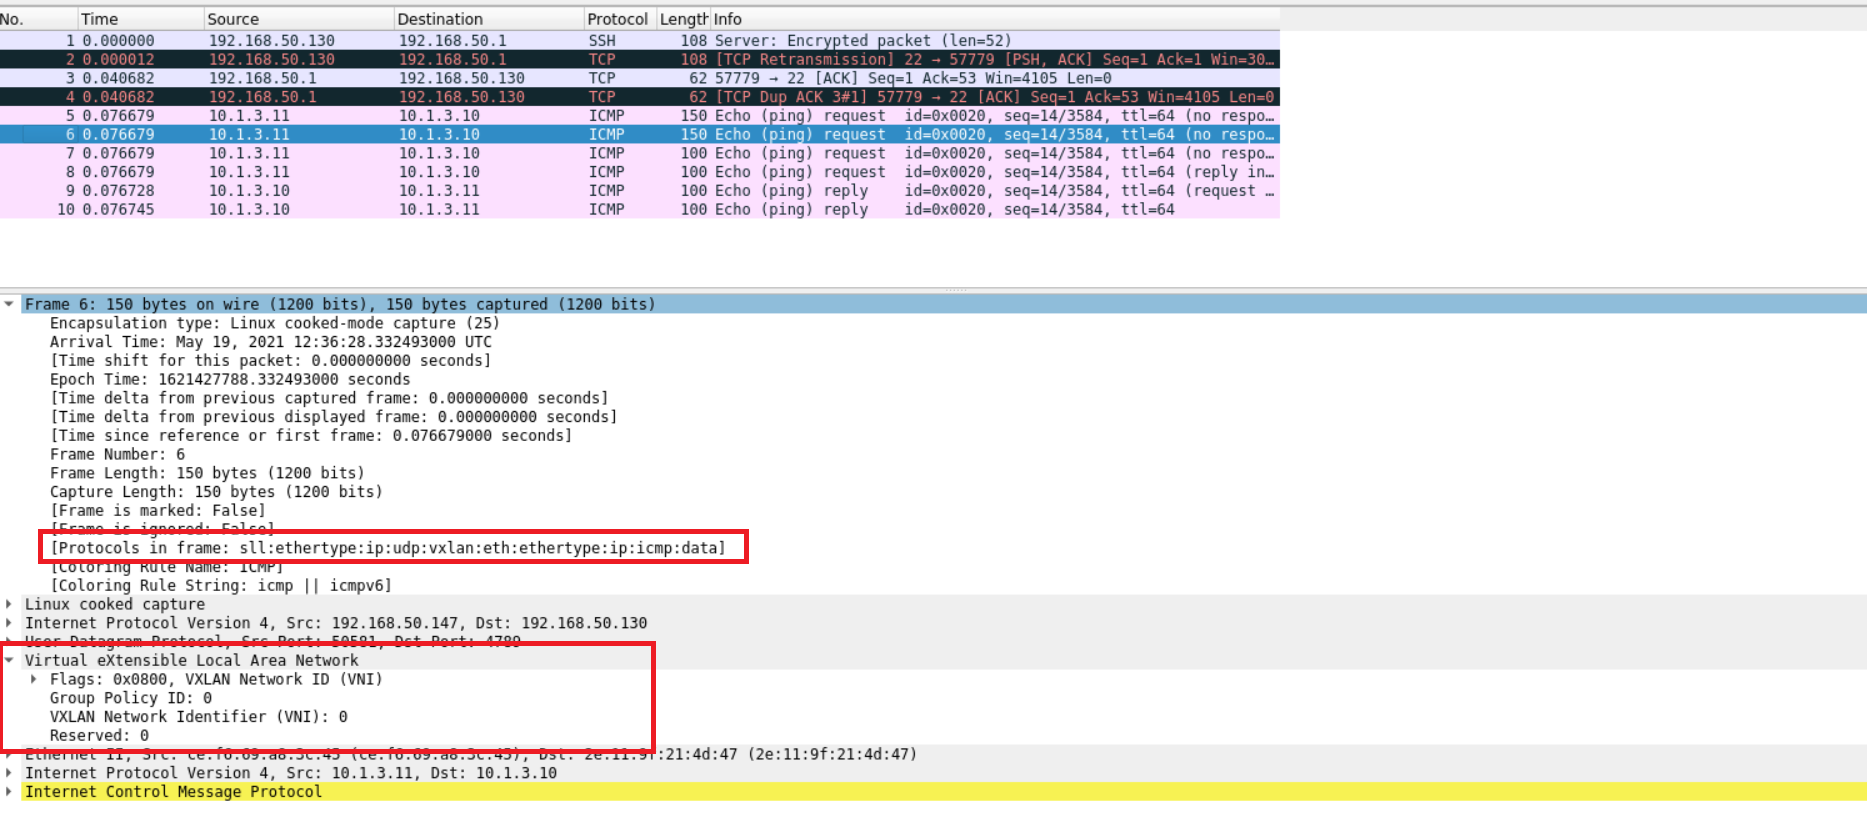 No. Time Source Destination Protocol Length Info
1 0.000000 192.168.50.130 192.168.50.1 SSH 108 Server: Encrypted packet (len=52)
2 0.000012 192.168.50.130 192.168.50.1 TCP 108 [TCP Retransmission] 22 → 57779 [PSH, ACK] Seq=1 Ack=1 Win=30…
3 0.040682 192.168.50.1 192.168.50.130 TCP 62 57779 → 22 [ACK] Seq=1 Ack=53 Win=4105 Len=0
4 0.040682 192.168.50.1 192.168.50.130 TCP 62 [TCP Dup ACK 3#1] 57779 → 22 [ACK] Seq=1 Ack=53 Win=4105 Len=0
5 0.076679 10.1.3.11 10.1.3.10 ICMP 150 Echo (ping) request id=0x0020, seq=14/3584, ttl=64 (no respo…
6 0.076679 10.1.3.11 10.1.3.10 ICMP 150 Echo (ping) request id=0x0020, seq=14/3584, ttl=64 (no respo…
7 0.076679 10.1.3.11 10.1.3.10 ICMP 100 Echo (ping) request id=0x0020, seq=14/3584, ttl=64 (no respo…
8 0.076679 10.1.3.11 10.1.3.10 ICMP 100 Echo (ping) request id=0x0020, seq=14/3584, ttl=64 (reply in…
9 0.076728 10.1.3.10 10.1.3.11 ICMP 100 Echo (ping) reply id=0x0020, seq=14/3584, ttl=64 (request …
10 0.076745 10.1.3.10 10.1.3.11 ICMP 100 Echo (ping) reply id=0x0020, seq=14/3584, ttl=64
Frame 6: 150 bytes on wire (1200 bits), 150 bytes captured (1200 bits)
Encapsulation type: Linux cooked-mode capture (25)
Arrival Time: May 19, 2021 12:36:28.332493000 UTC
[Time shift for this packet: 0.000000000 seconds]
Epoch Time: 1621427788.332493000 seconds
[Time delta from previous captured frame: 0.000000000 seconds]
[Time delta from previous displayed frame: 0.000000000 seconds]
[Time since reference or first frame: 0.076679000 seconds]
Frame Number: 6
Frame Length: 150 bytes (1200 bits)
Capture Length: 150 bytes (1200 bits)
[Frame is marked: False]
[Frame is ignored: False]
[Protocols in frame: sll:ethertype:ip:udp:vxlan:eth:ethertype:ip:icmp:data]
[Coloring Rule Name: ICMP]
[Coloring Rule String: icmp || icmpv6]
Linux cooked capture
Internet Protocol Version 4, Src: 192.168.50.147, Dst: 192.168.50.130
User Datagram Protocol, Src Port: 50581, Dst Port: 4789
Virtual eXtensible Local Area Network
Flags: 0x0800, VXLAN Network ID (VNI)
Group Policy ID: 0
VXLAN Network Identifier (VNI): 0
Reserved: 0
Ethernet II, Src: Dst: 2e:11:9f:21:4d:47 (2e:11:9f:21:4d:47)
Internet Protocol Version 4, Src: 10.1.3.11, Dst: 10.1.3.10
Internet Control Message Protocol